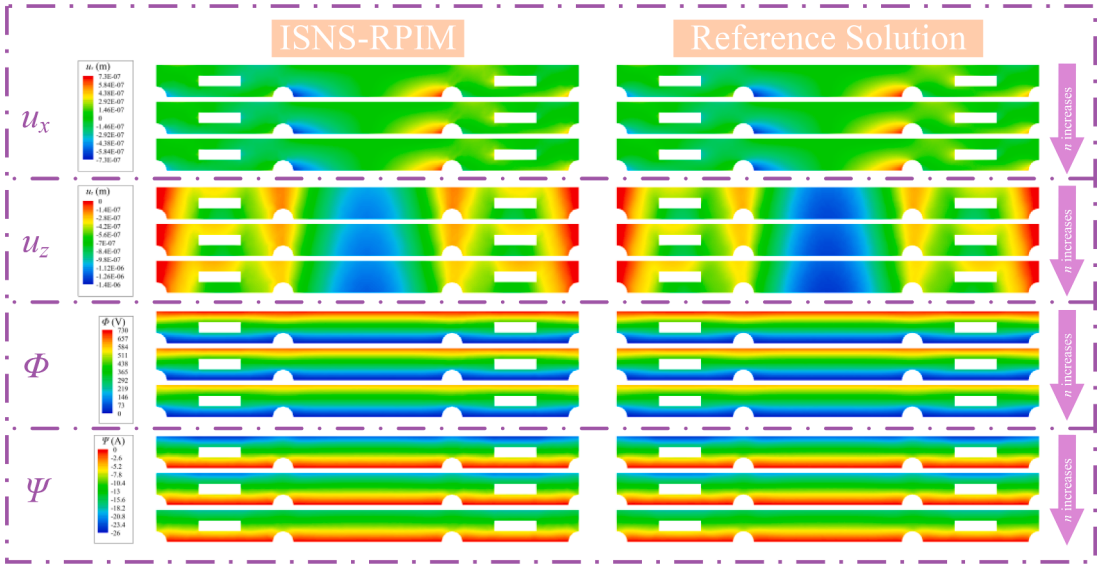 ISNS-RPIM
Reference Solution
u_x
u_x (m)
7.3E-07
5.84E-07
4.38E-07
2.92E-07
1.46E-07
0
-1.46E-07
-2.92E-07
-4.38E-07
-5.84E-07
-7.3E-07
n increases
u_z
u_z (m)
0
-1.4E-07
-2.8E-07
-4.2E-07
-5.6E-07
-7E-07
-8.4E-07
-9.8E-07
-1.12E-06
-1.26E-06
-1.4E-06
n increases
Φ
Φ (V)
730
657
584
511
438
365
292
219
146
73
0
n increases
Ψ
Ψ (A)
0
-2.6
-5.2
-7.8
-10.4
-13
-15.6
-18.2
-20.8
-23.4
-26
n increases